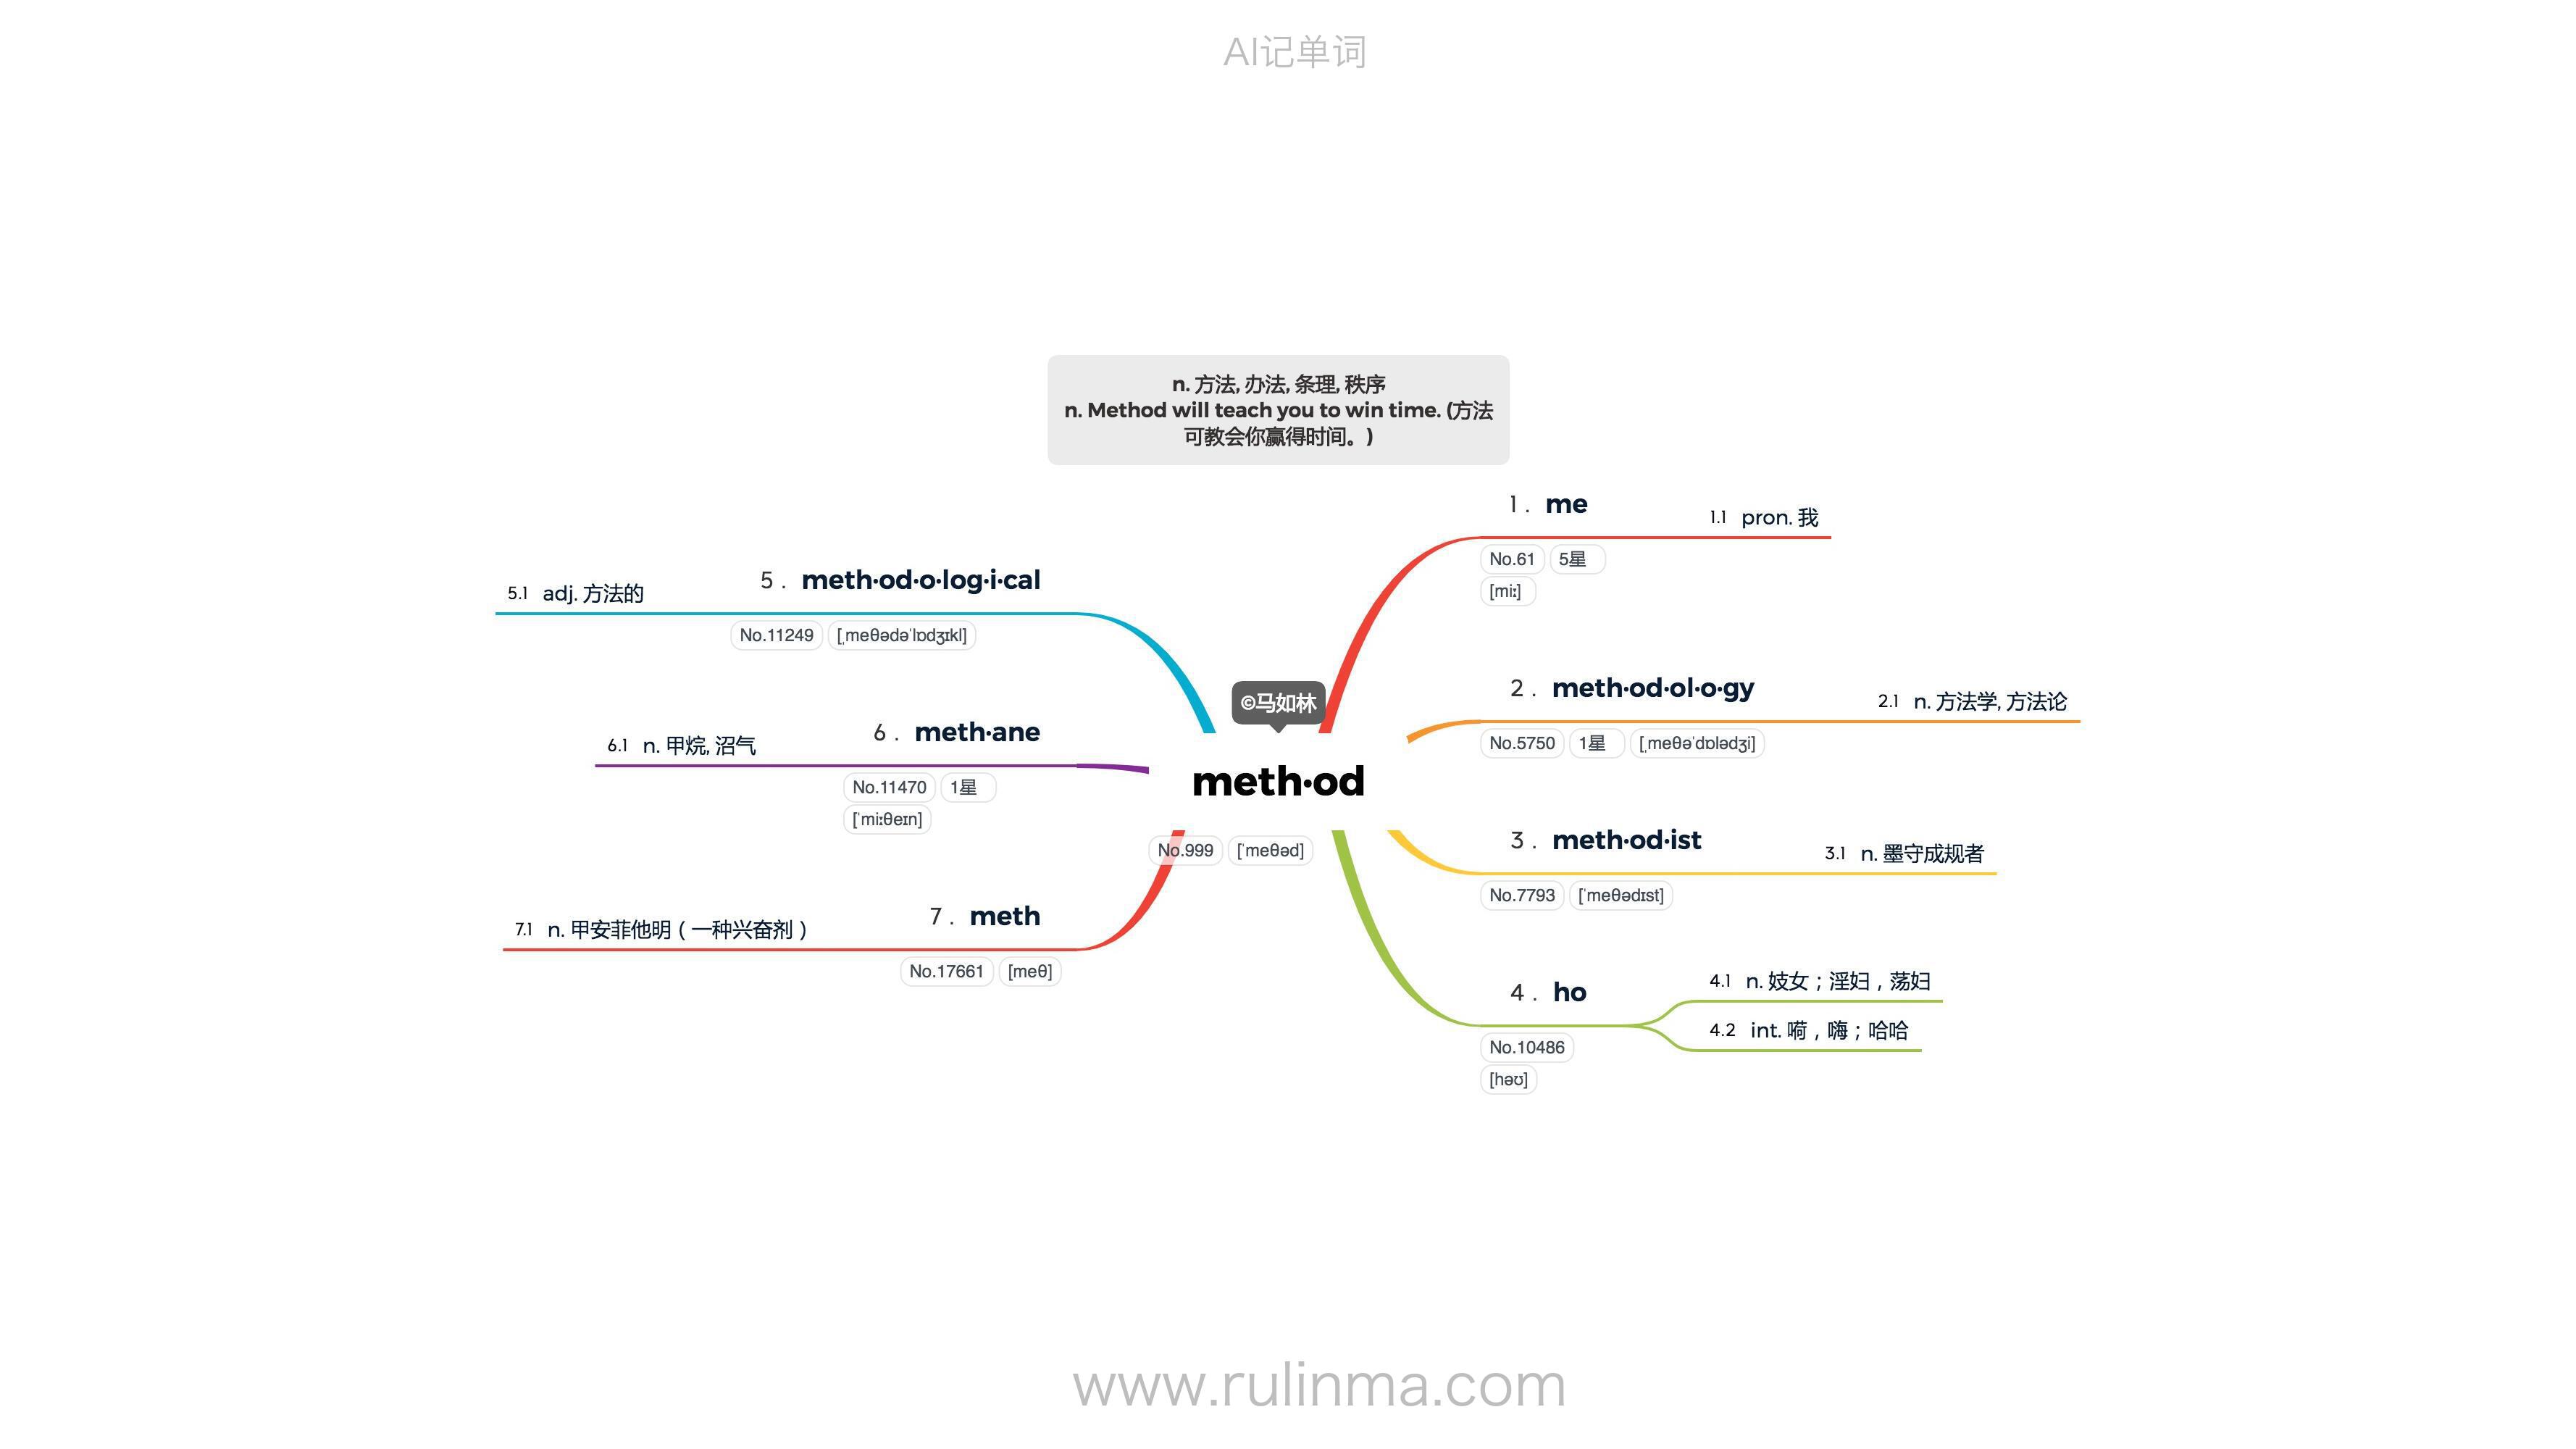 AI记单词
n. 方法, 办法, 条理, 秩序
n. Method will teach you to win time. (方法
可教会你赢得时间。)
©马如林
meth·od
No.999 [ˈmeθəd]
1 . me
No.61 5星
[miː]
1.1 pron. 我
2 . meth·od·ol·o·gy
No.5750 1星 [ˌmeθəˈdɒlədʒi]
2.1 n. 方法学, 方法论
3 . meth·od·ist
No.7793 [ˈmeθədɪst]
3.1 n. 墨守成规者
4 . ho
No.10486
[həʊ]
4.1 n. 妓女；淫妇，荡妇
4.2 int. 嗬，嗨；哈哈
5 . meth·od·o·log·i·cal
No.11249 [ˌmeθədəˈlɒdʒɪkl]
5.1 adj. 方法的
6 . meth·ane
No.11470 1星
[ˈmiːθeɪn]
6.1 n. 甲烷, 沼气
7 . meth
No.17661 [meθ]
7.1 n. 甲安菲他明（一种兴奋剂）
www.rulinma.com